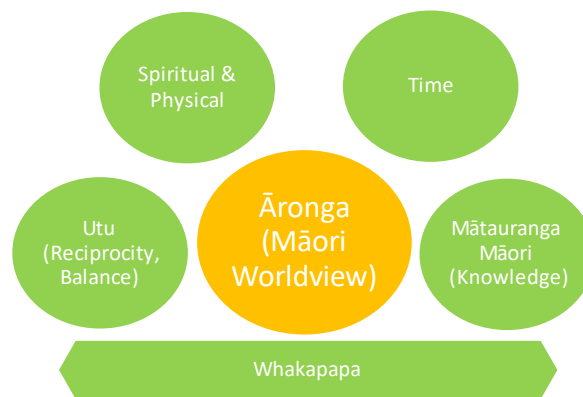 Spiritual &
Physical
Time
Utu
(Reciprocity,
Balance)
Āronga
(Māori
Worldview)
Mātauranga
Māori
(Knowledge)
Whakapapa